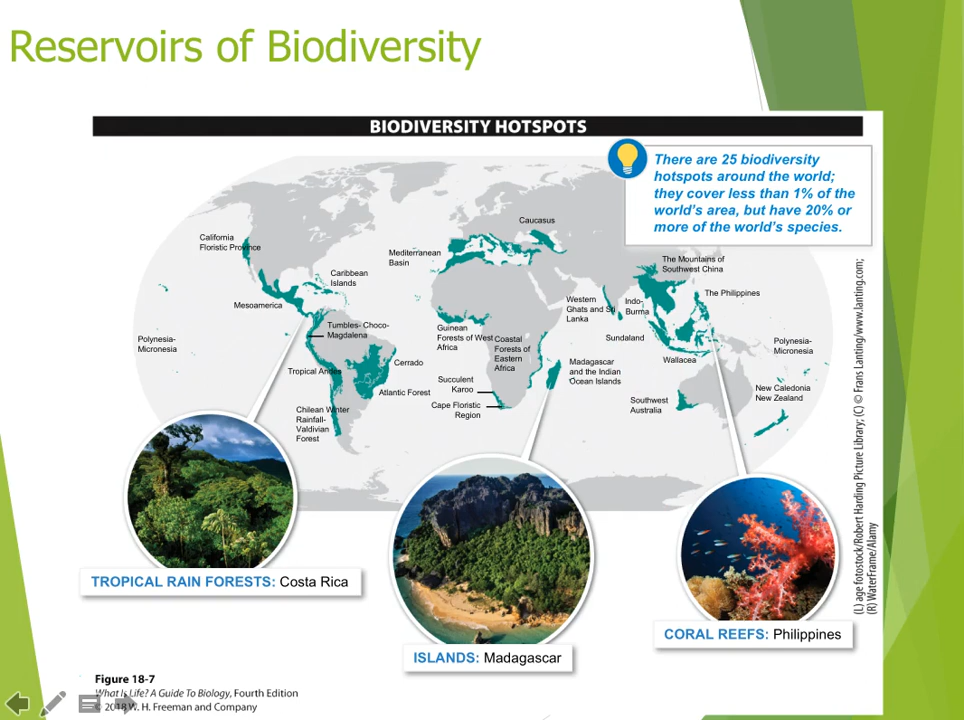 Reservoirs of Biodiversity
BIODIVERSITY HOTSPOTS
There are 25 biodiversity
hotspots around the world;
they cover less than 1% of the
world's area, but have 20% or
more of the world's species.
California
Floristic Province
Caribbean
Islands
Mesoamerica
Polynesia-
Micronesia
Tumbles- Choco-
Magdalena
Tropical Andes
Cerrado
Atlantic Forest
Chilean Winter
Rainfall-
Valdivian
Forest
Caucasus
Mediterranean
Basin
Guinean
Forests of West
Africa
Coastal
Forests of
Eastern
Africa
Succulent
Karoo
Cape Floristic
Region
Western
Ghats and Sri
Lanka
Indo-
Burma
The Mountains of
Southwest China
The Philippines
Sundaland
Wallacea
Madagascar
and the Indian
Ocean Islands
Southwest
Australia
Polynesia-
Micronesia
New Caledonia
New Zealand
TROPICAL RAIN FORESTS: Costa Rica
ISLANDS: Madagascar
CORAL REEFS: Philippines
(L) age fotostock/Robert Harding Picture Library; (C) © Frans Lanting/www.lanting.com;
(R) WaterFrame/Alamy
Figure 18-7
What Is Life? A Guide To Biology, Fourth Edition
© 2018 W. H. Freeman and Company